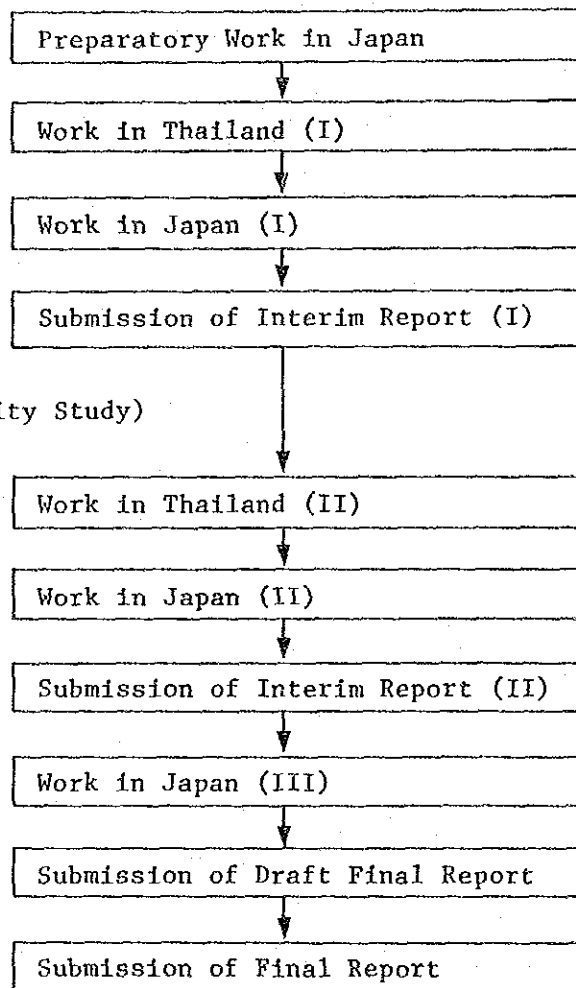 Preparatory Work in Japan
Work in Thailand (I)
Work in Japan (I)
Submission of Interim Report (I)
ity Study)
Work in Thailand (II)
Work in Japan (II)
Submission of Interim Report (II)
Work in Japan (III)
Submission of Draft Final Report
Submission of Final Report